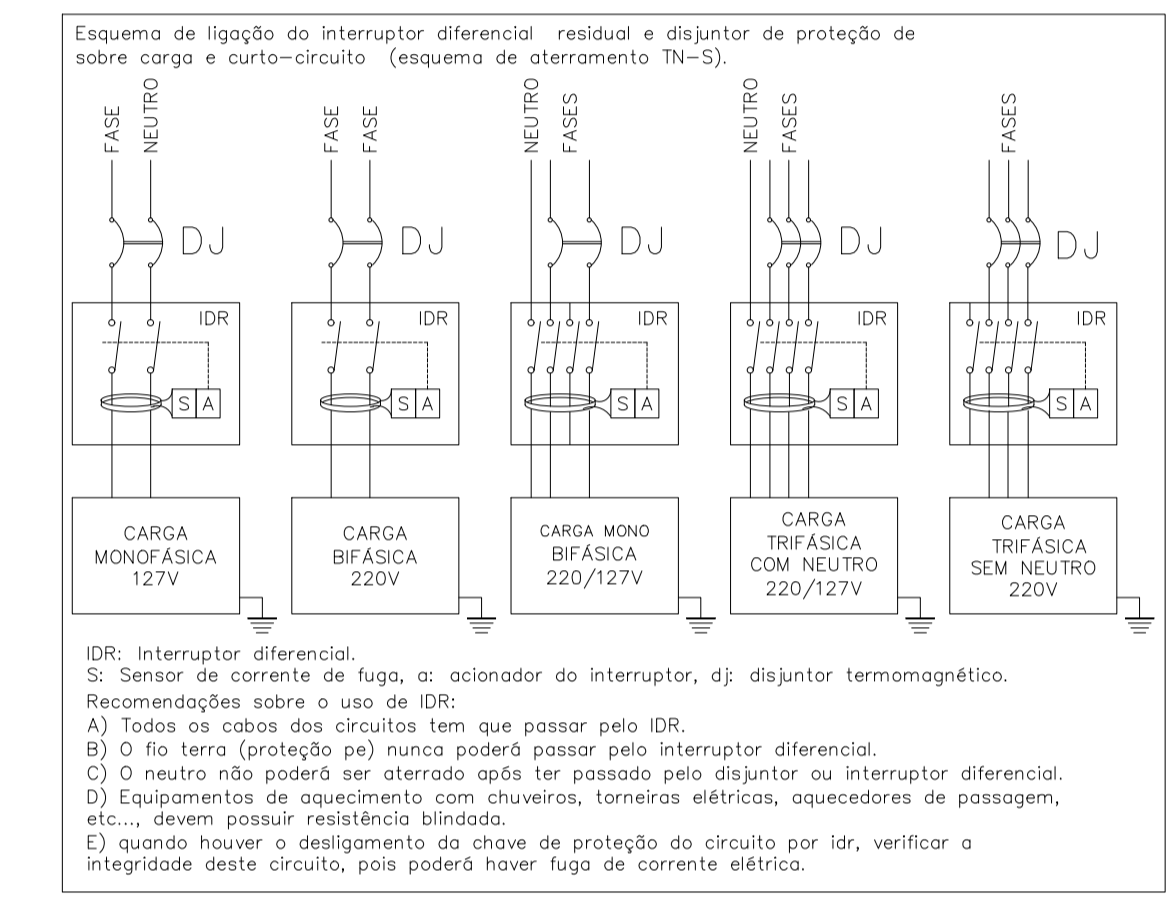 Esquema de ligação do interruptor diferencial residual e disjuntor de proteção de
sobre carga e curto-circuito (esquema de aterramento TN-S).
FASE
NEUTRO
FASE
FASE
NEUTRO
FASES
NEUTRO
FASES
FASES
DJ
DJ
DJ
DJ
DJ
IDR
IDR
IDR
IDR
IDR
S A
S A
S A
S A
S A
CARGA
MONOFÁSICA
127V
CARGA
BIFÁSICA
220V
CARGA MONO
BIFÁSICA
220/127V
CARGA
TRIFÁSICA
COM NEUTRO
220/127V
CARGA
TRIFÁSICA
SEM NEUTRO
220V
IDR: Interruptor diferencial.
S: Sensor de corrente de fuga, a: acionador do interruptor, dj: disjuntor termomagnético.
Recomendações sobre o uso de IDR:
A) Todos os cabos dos circuitos tem que passar pelo IDR.
B) O fio terra (proteção pe) nunca poderá passar pelo interruptor diferencial.
C) O neutro não poderá ser aterrado após ter passado pelo disjuntor ou interruptor diferencial.
D) Equipamentos de aquecimento com chuveiros, torneiras elétricas, aquecedores de passagem,
etc..., devem possuir resistência blindada.
E) quando houver o desligamento da chave de proteção do circuito por idr, verificar a
integridade deste circuito, pois poderá haver fuga de corrente elétrica.